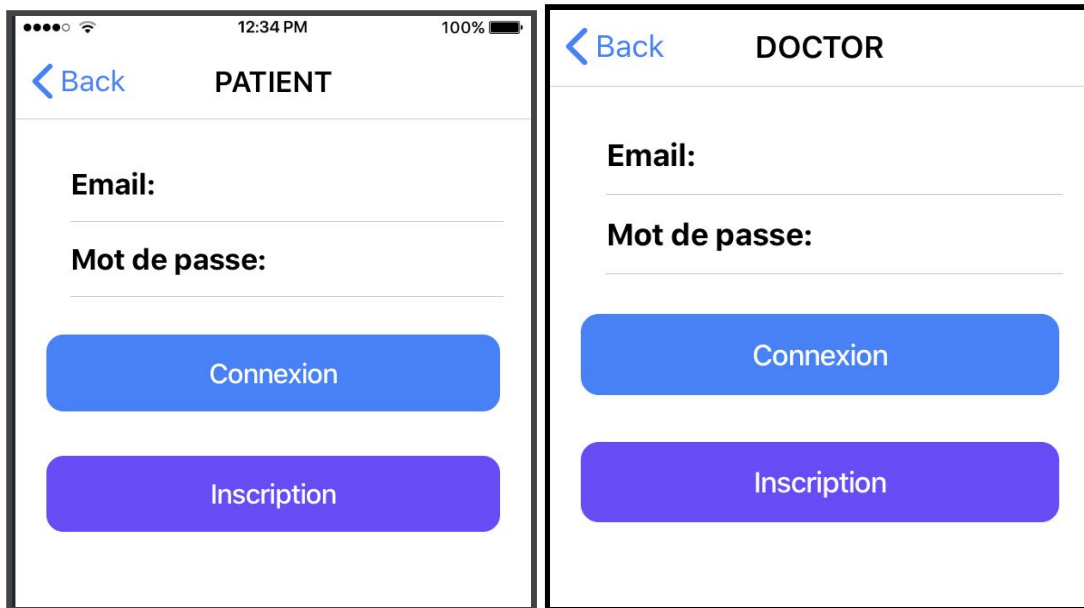 12:34 PM 100%
Back PATIENT
Email:
Mot de passe:
Connexion
Inscription
Back DOCTOR
Email:
Mot de passe:
Connexion
Inscription